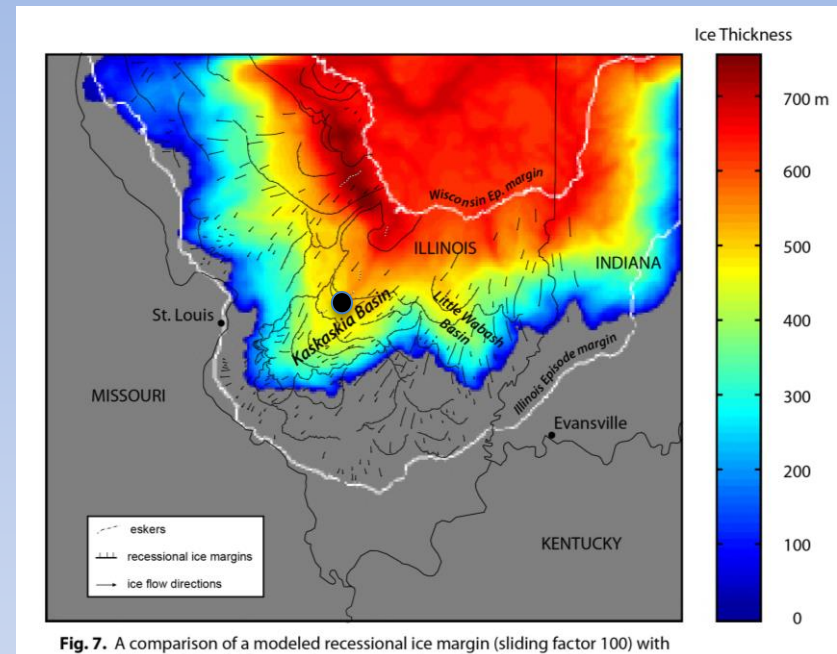 Ice Thickness
700 m
600
500
400
300
200
100
0
Wisconsin Ep. margin
ILLINOIS
INDIANA
St. Louis
Kaskaskia Basin
Little Wabash
Basin
MISSOURI
Illinois Episode margin
Evansville
KENTUCKY
eskers
recessional ice margins
ice flow directions
Fig. 7. A comparison of a modeled recessional ice margin (sliding factor 100) with